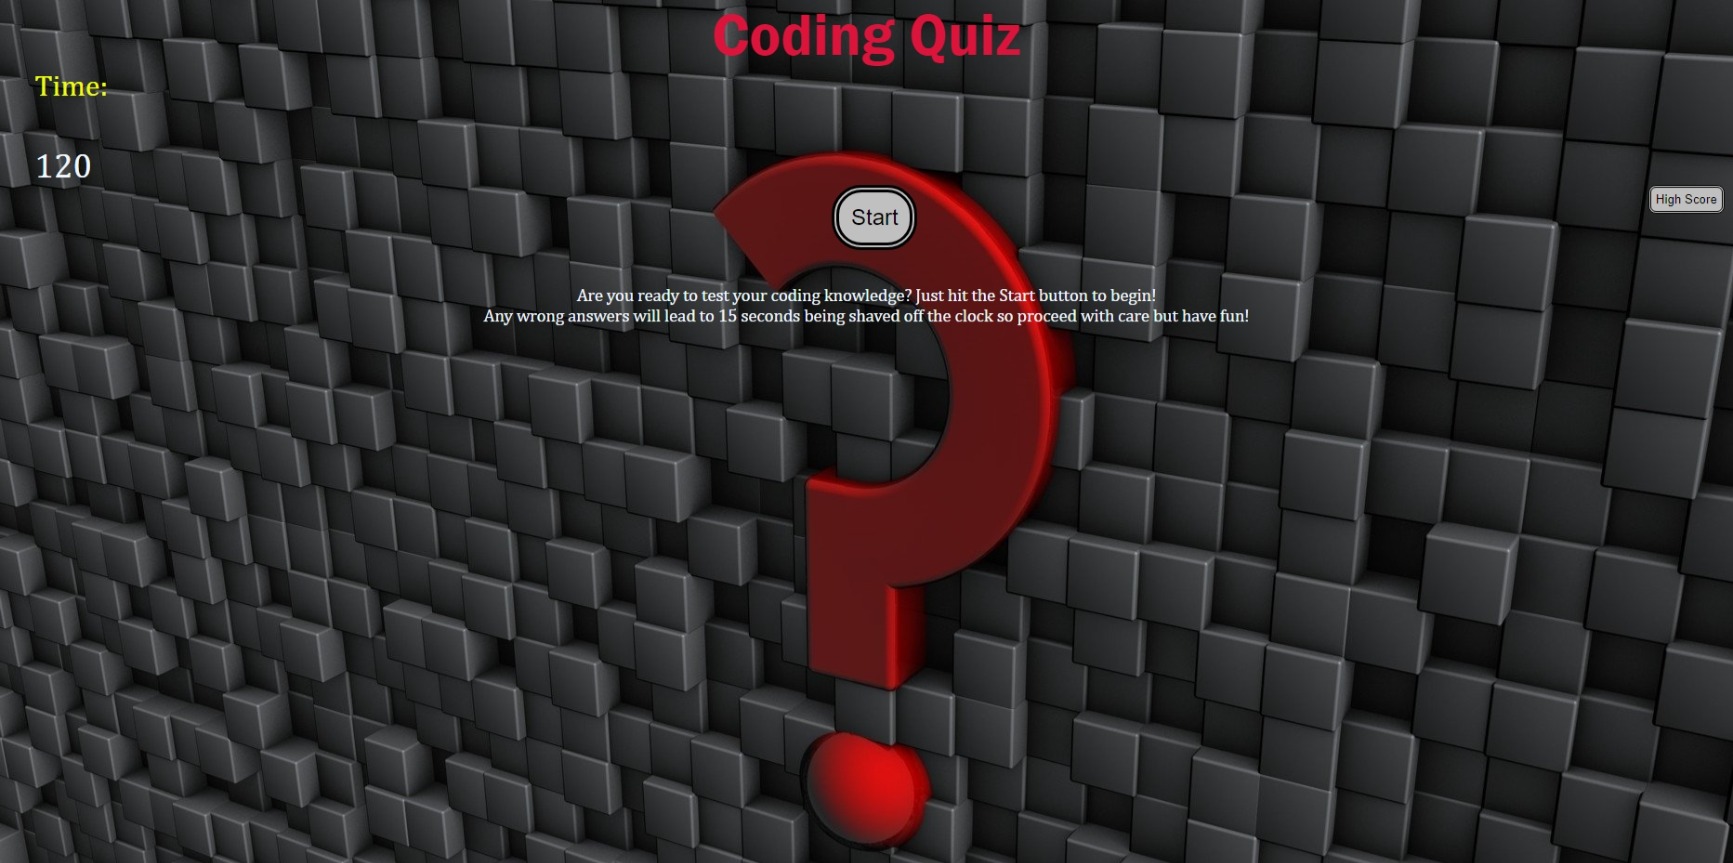 Coding Quiz
Time:
120
Start
High Score
Are you ready to test your coding knowledge? Just hit the Start button to begin!
Any wrong answers will lead to 15 seconds being shaved off the clock so proceed with care but have fun!